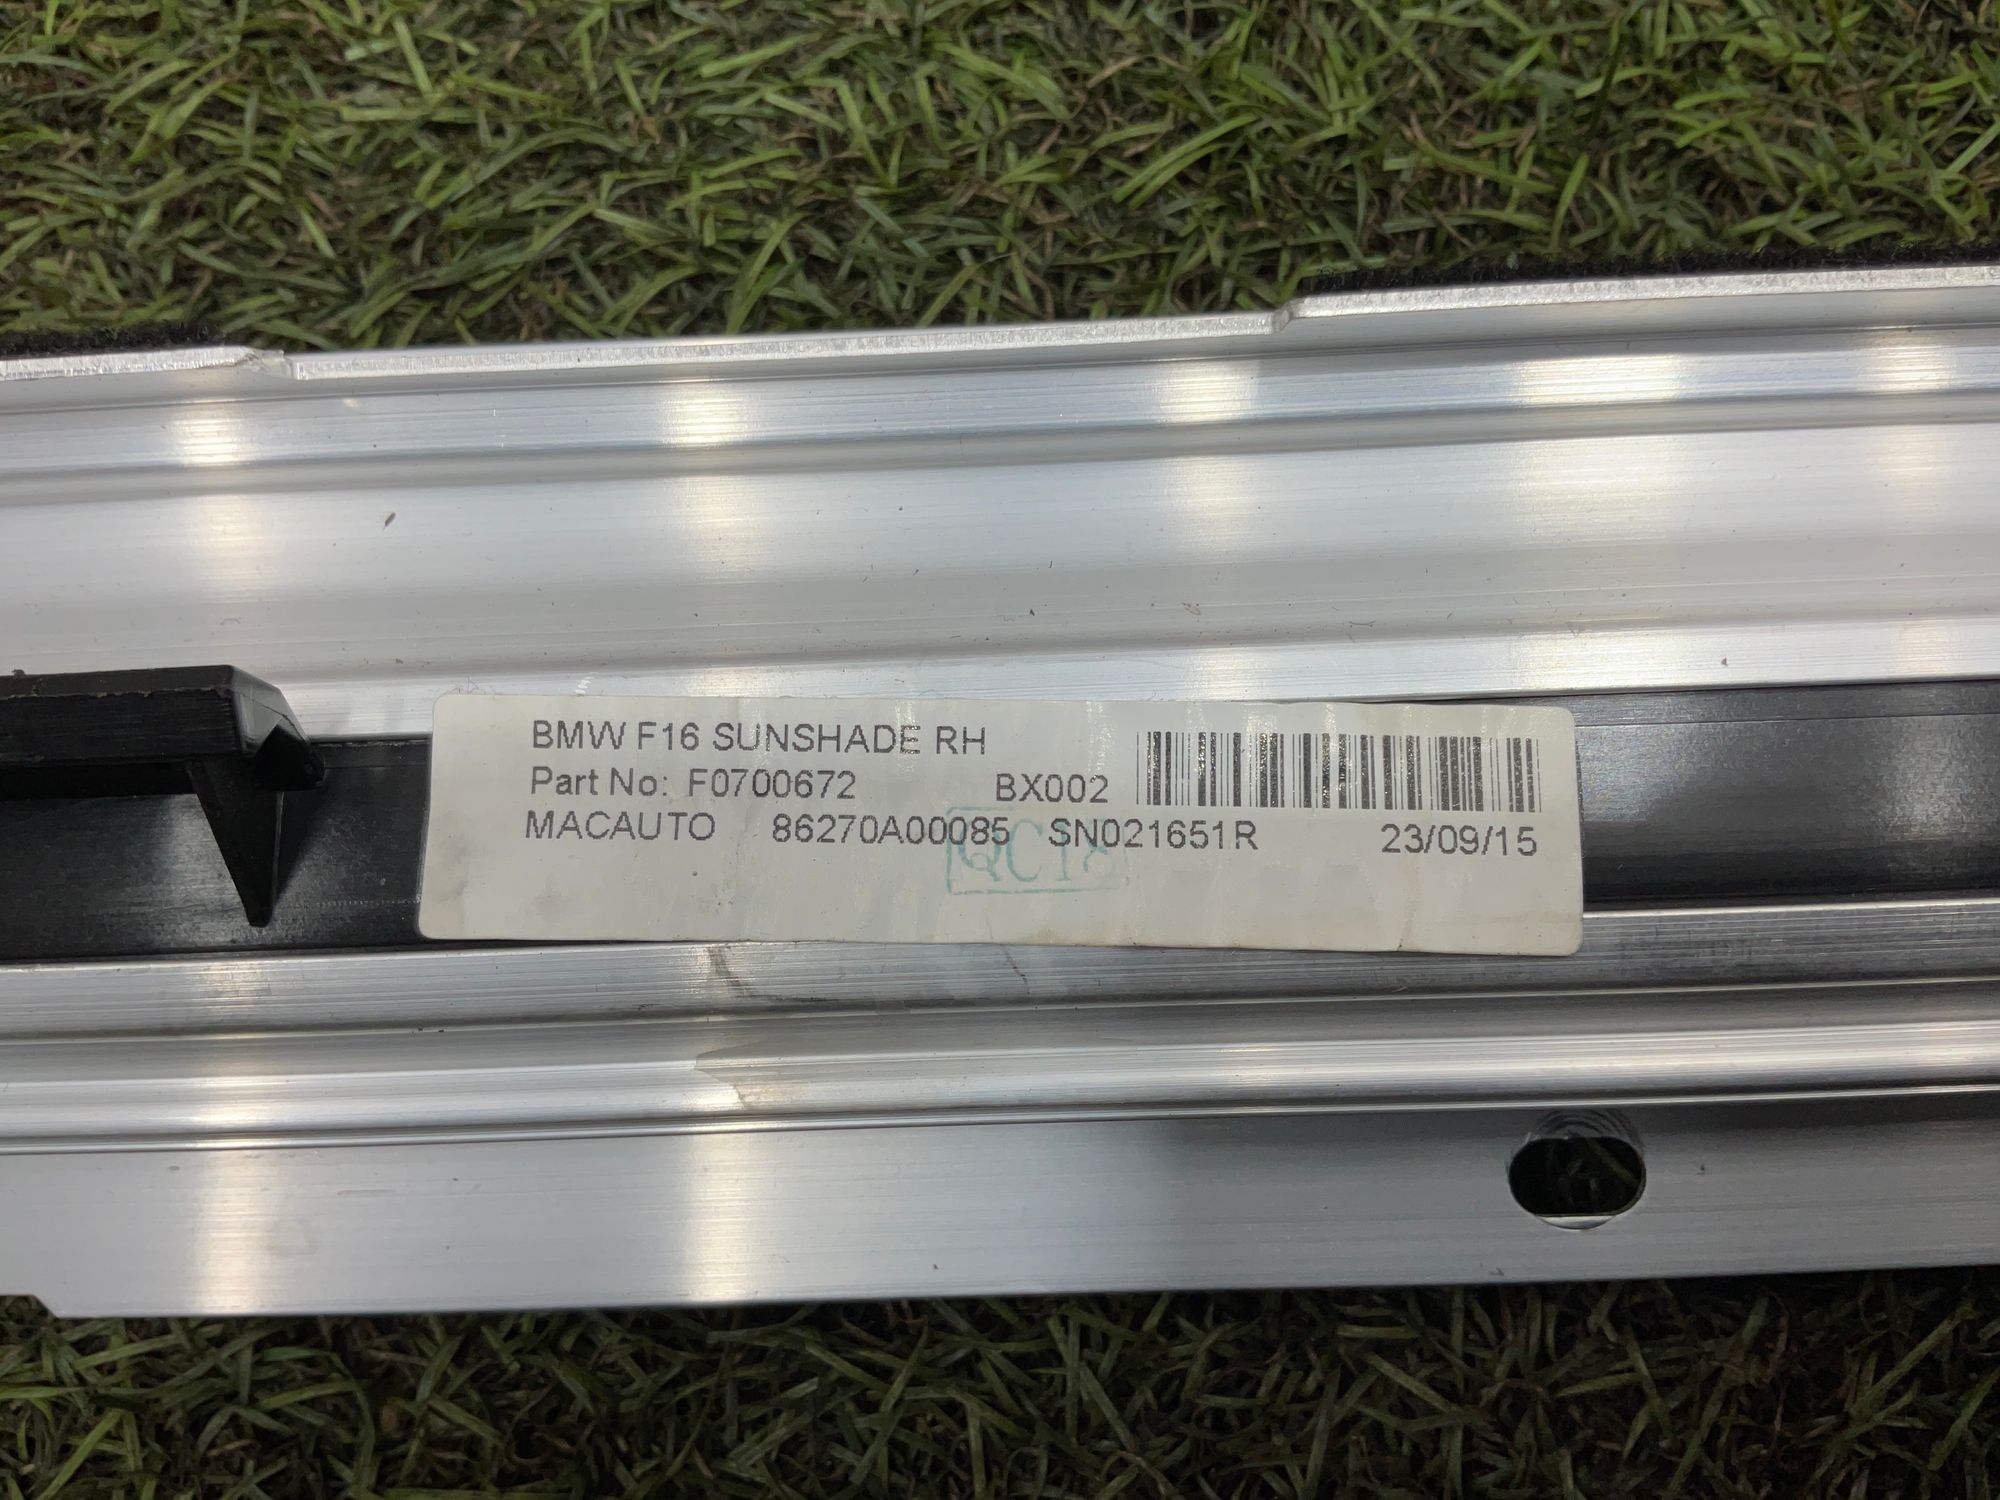 BMW F16 SUNSHADE RH
Part No: F0700672 BX002
MACAUTO 86270A00085 SN021651R 23/09/15